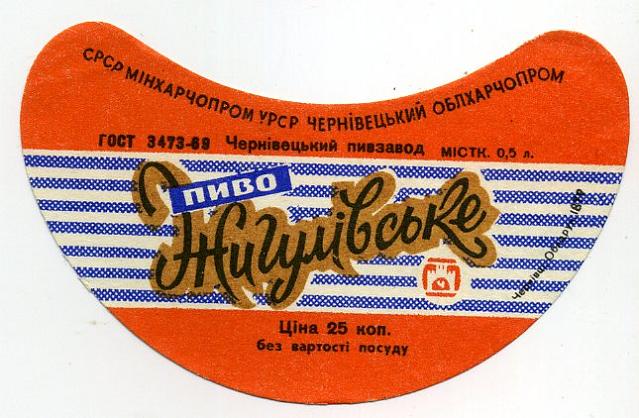 СРСР МІНХАРЧОПРОМ УРСР ЧЕРНІВЕЦЬКИЙ ОБЛХАРЧОПРОМ
ГОСТ 3473-69 Чернівецький пивзавод МІСТК. 0,5 л.
ПИВО
Жигулівське
Ціна 25 коп.
без вартості посуду